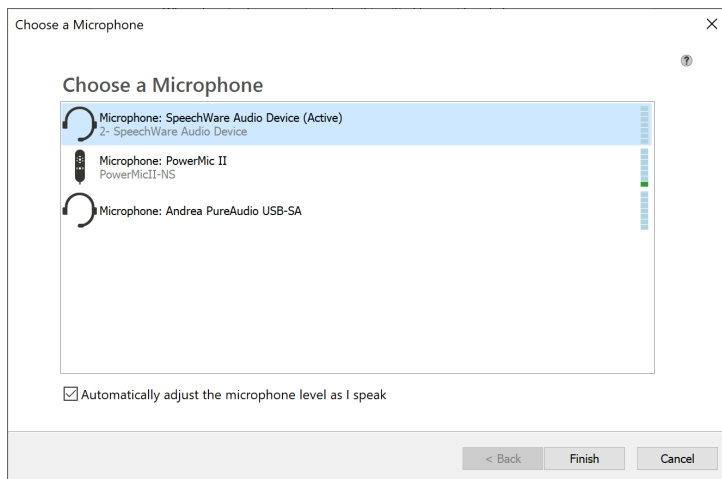 Choose a Microphone
Choose a Microphone
Microphone: SpeechWare Audio Device (Active)
2- SpeechWare Audio Device
Microphone: PowerMic II
PowerMicII-NS
Microphone: Andrea PureAudio USB-SA
Automatically adjust the microphone level as I speak
< Back Finish Cancel